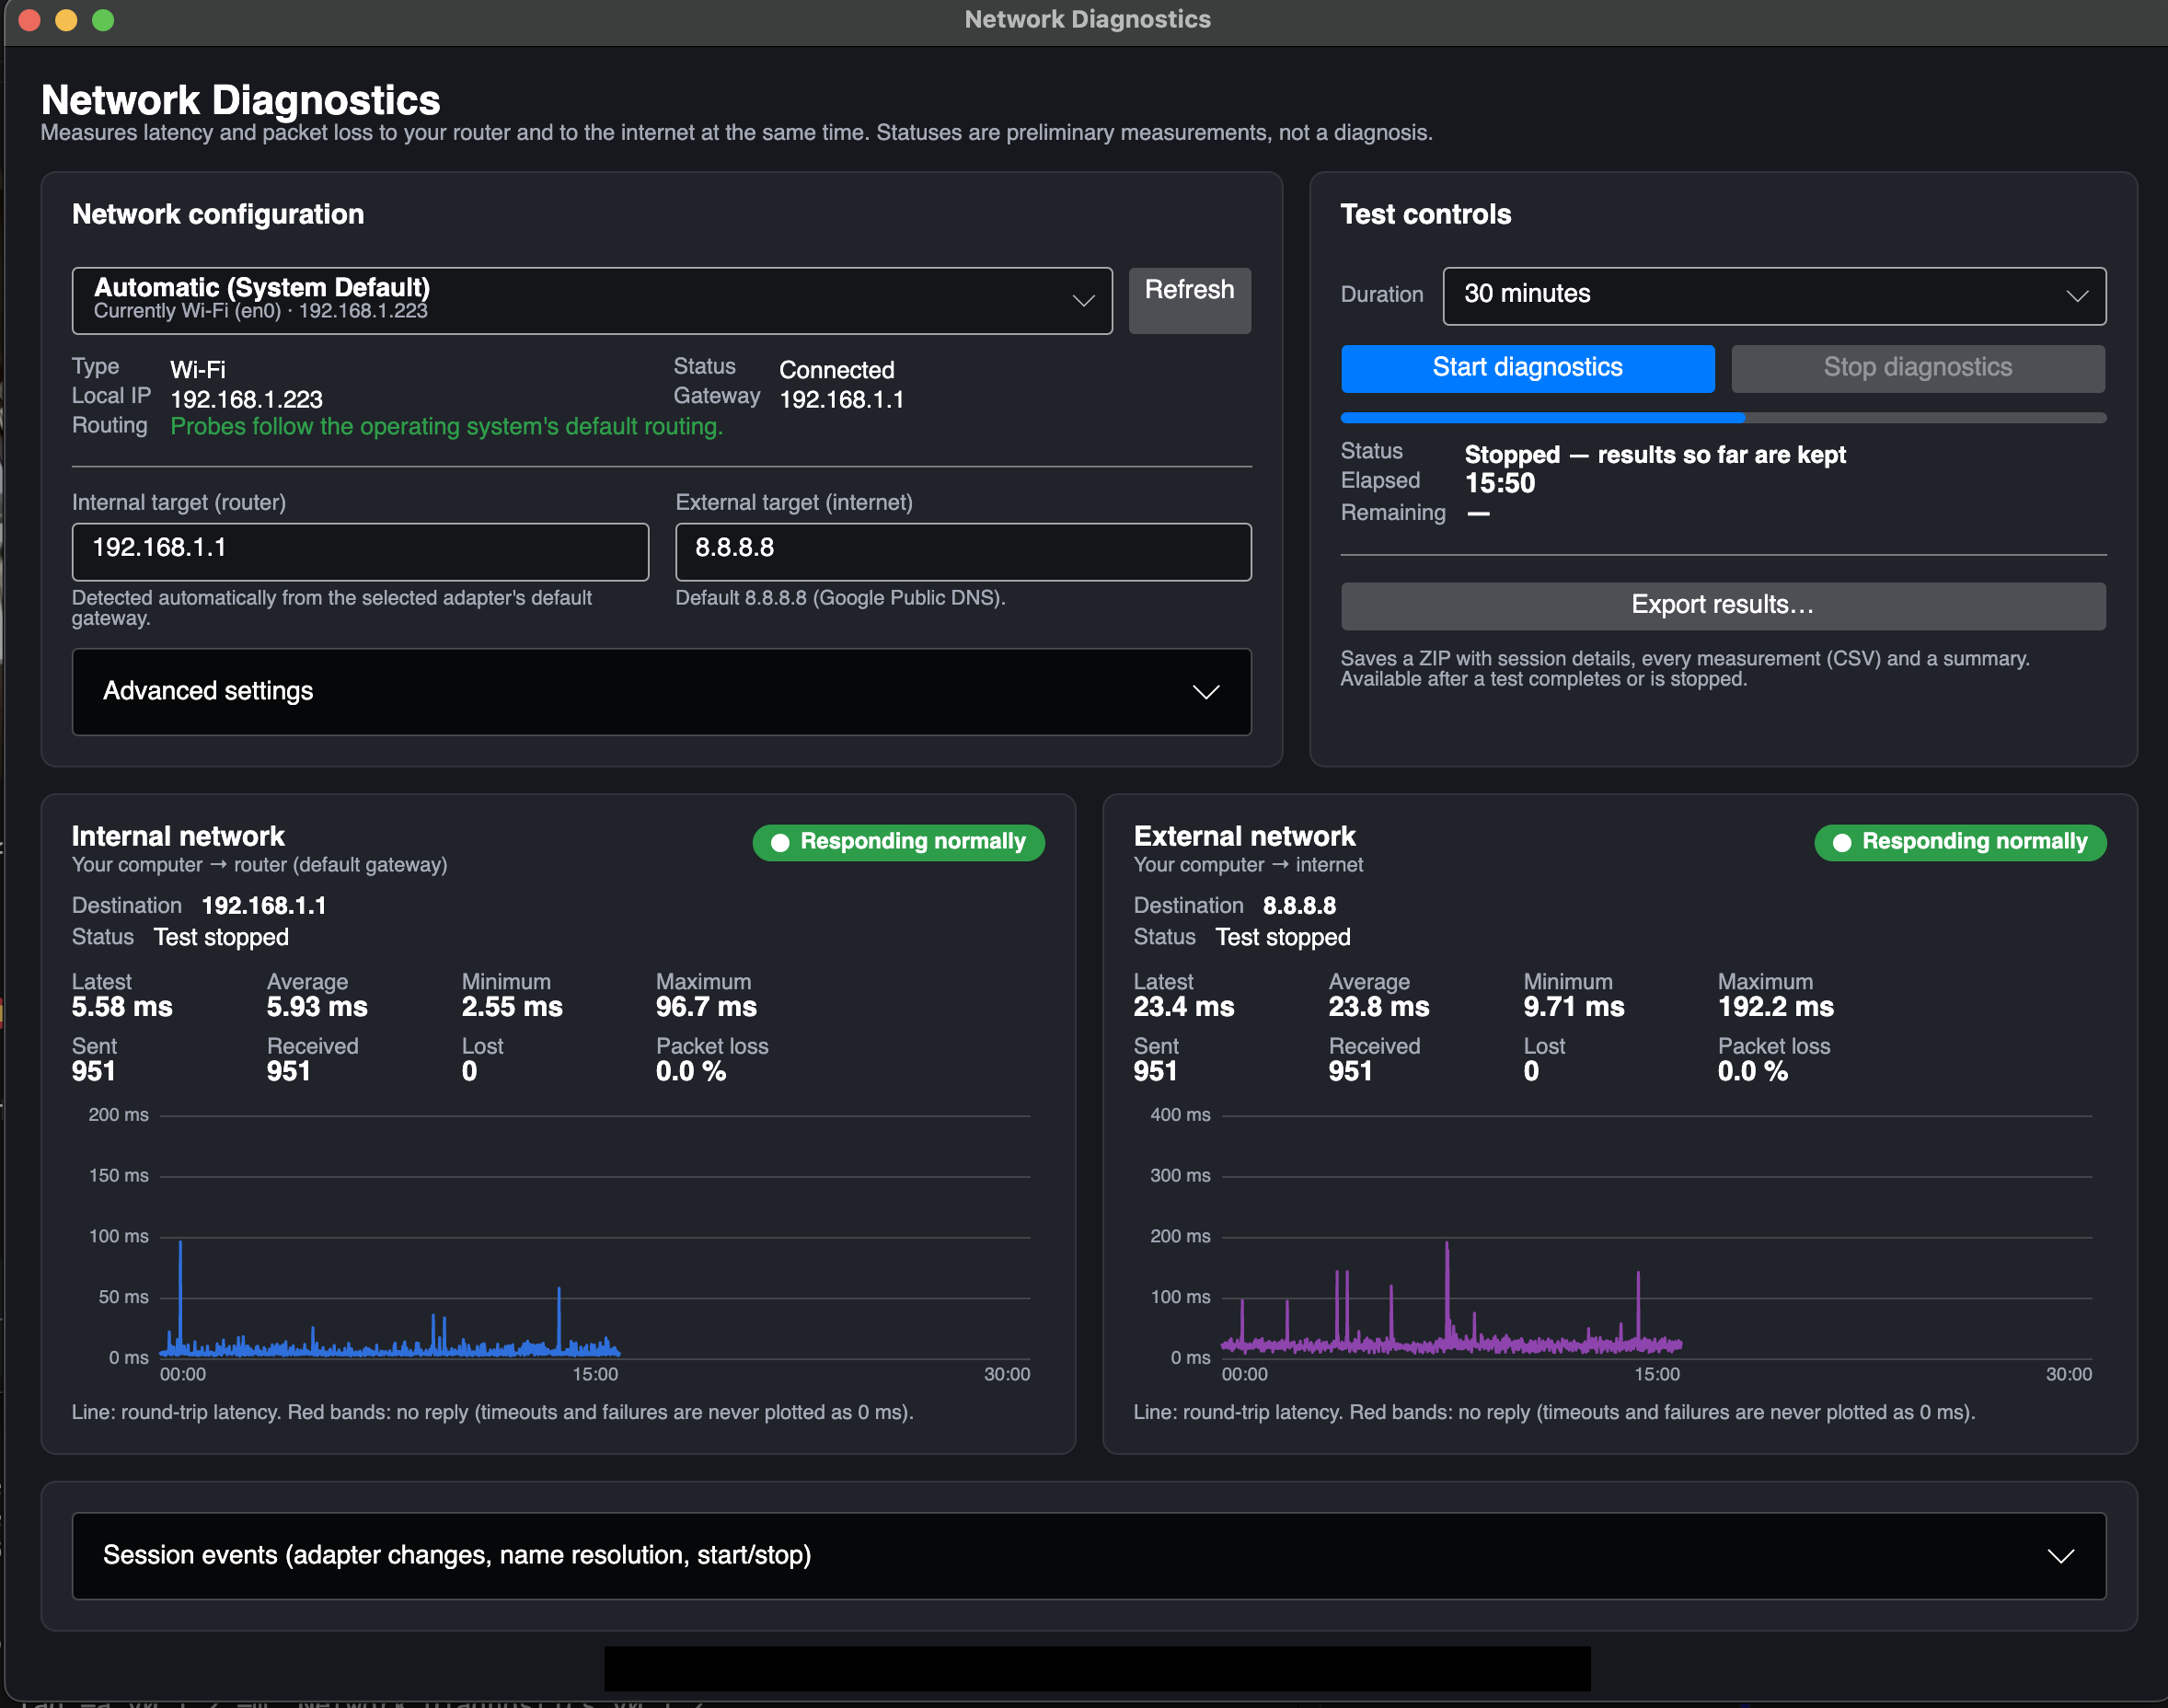 Network Diagnostics
Network Diagnostics
Measures latency and packet loss to your router and to the internet at the same time. Statuses are preliminary measurements, not a diagnosis.
Network configuration
Automatic (System Default)
Currently Wi-Fi (en0) · 192.168.1.223
Refresh
Type Wi-Fi
Status Connected
Local IP 192.168.1.223
Gateway 192.168.1.1
Routing Probes follow the operating system's default routing.
Internal target (router)
192.168.1.1
Detected automatically from the selected adapter's default
gateway.
External target (internet)
8.8.8.8
Default 8.8.8.8 (Google Public DNS).
Advanced settings
Test controls
Duration 30 minutes
Start diagnostics
Stop diagnostics
Status Stopped — results so far are kept
Elapsed 15:50
Remaining —
Export results…
Saves a ZIP with session details, every measurement (CSV) and a summary.
Available after a test completes or is stopped.
Internal network
Your computer → router (default gateway)
Responding normally
Destination 192.168.1.1
Status Test stopped
Latest Average Minimum Maximum
5.58 ms 5.93 ms 2.55 ms 96.7 ms
Sent Received Lost Packet loss
951 951 0 0.0 %
200 ms
150 ms
100 ms
50 ms
0 ms
00:00 15:00 30:00
Line: round-trip latency. Red bands: no reply (timeouts and failures are never plotted as 0 ms).
External network
Your computer → internet
Responding normally
Destination 8.8.8.8
Status Test stopped
Latest Average Minimum Maximum
23.4 ms 23.8 ms 9.71 ms 192.2 ms
Sent Received Lost Packet loss
951 951 0 0.0 %
400 ms
300 ms
200 ms
100 ms
0 ms
00:00 15:00 30:00
Line: round-trip latency. Red bands: no reply (timeouts and failures are never plotted as 0 ms).
Session events (adapter changes, name resolution, start/stop)